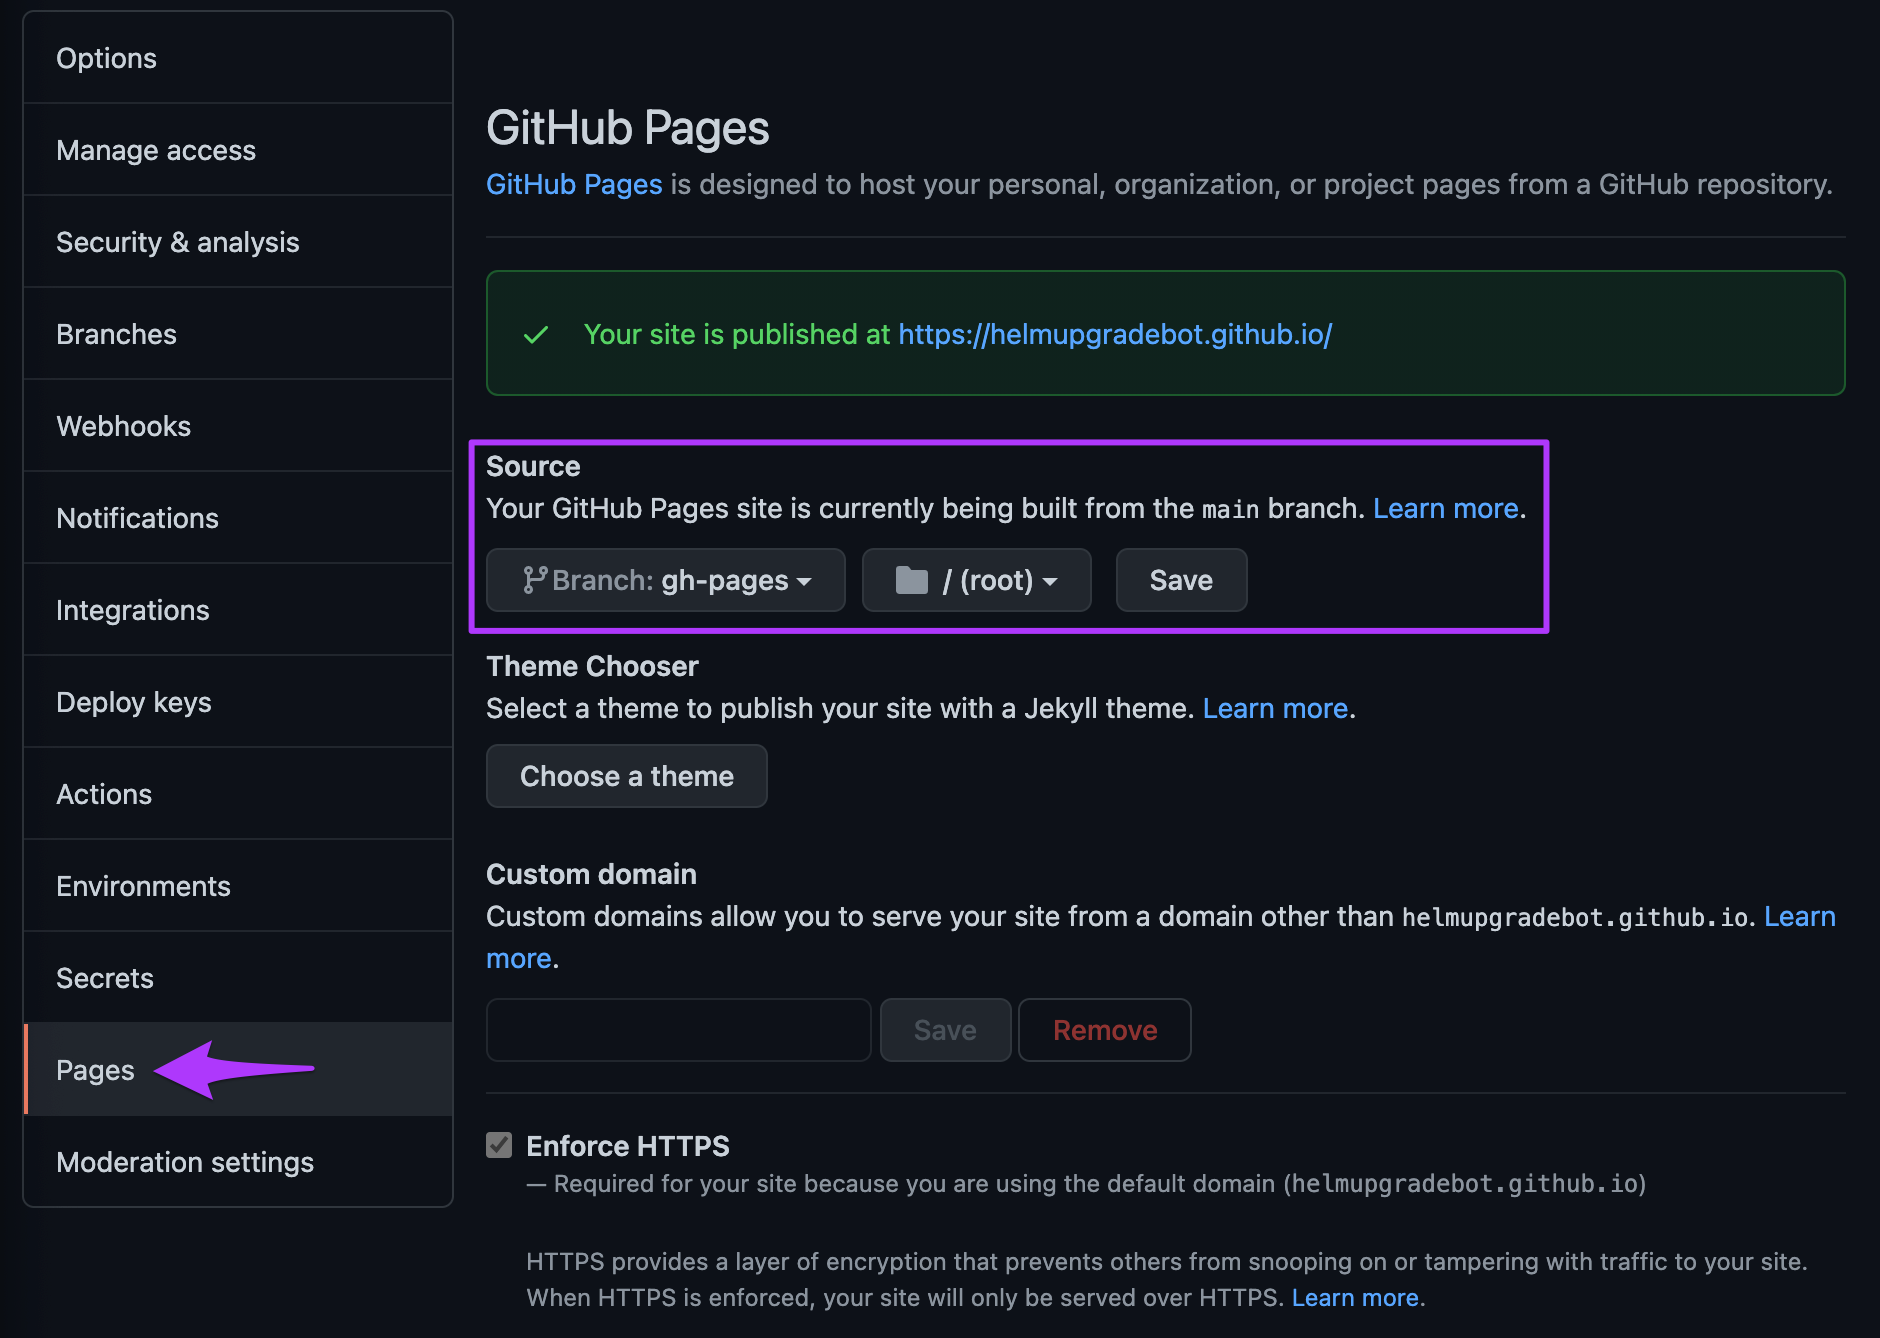 Options
Manage access
Security & analysis
Branches
Webhooks
Notifications
Integrations
Deploy keys
Actions
Environments
Secrets
Pages
Moderation settings
GitHub Pages
GitHub Pages is designed to host your personal, organization, or project pages from a GitHub repository.
Your site is published at https://helmupgradebot.github.io/
Source
Your GitHub Pages site is currently being built from the main branch. Learn more.
Branch: gh-pages
/ (root)
Save
Theme Chooser
Select a theme to publish your site with a Jekyll theme. Learn more.
Choose a theme
Custom domain
Custom domains allow you to serve your site from a domain other than helmupgradebot.github.io. Learn
more.
Save
Remove
Enforce HTTPS
— Required for your site because you are using the default domain (helmupgradebot.github.io)
HTTPS provides a layer of encryption that prevents others from snooping on or tampering with traffic to your site.
When HTTPS is enforced, your site will only be served over HTTPS. Learn more.